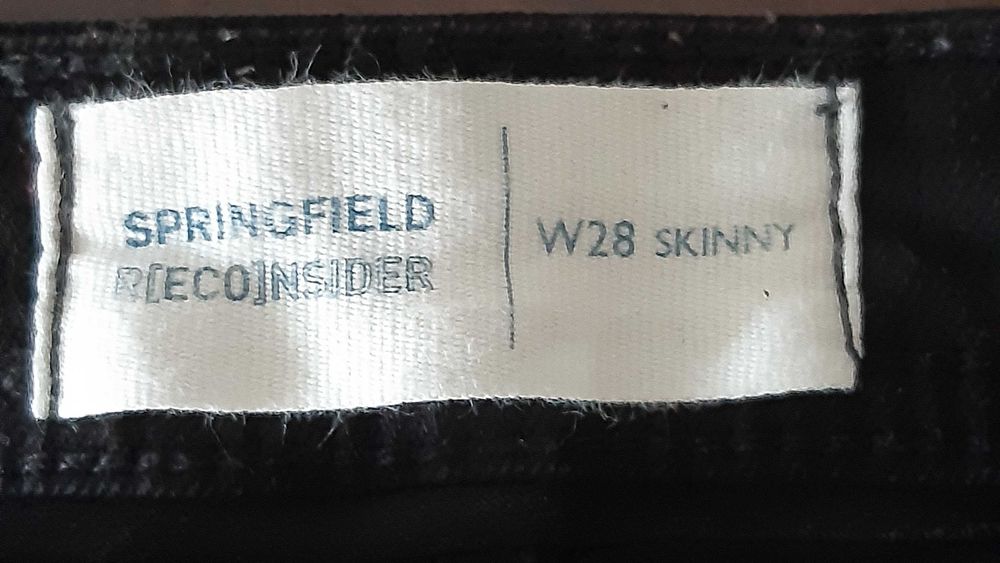 SPRINGFIELD
R[ECO]NSIDER
W28 SKINNY